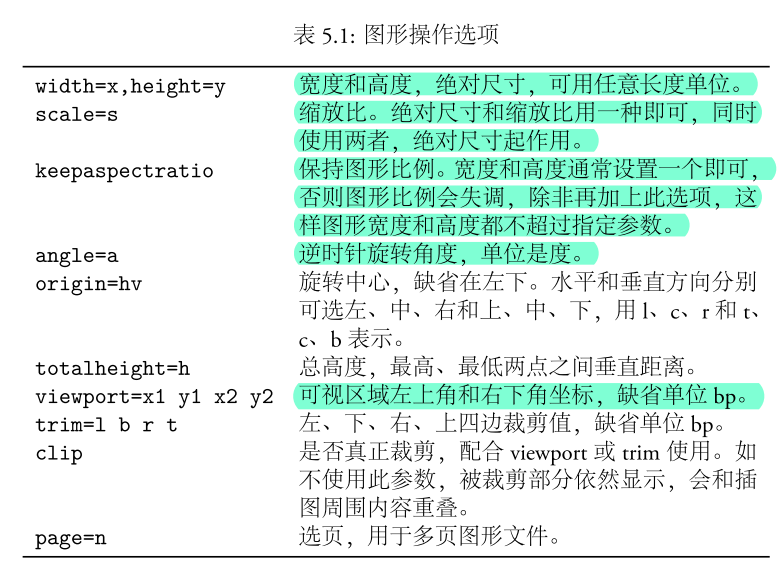 表 5.1: 图形操作选项
width=x,height=y 宽度和高度，绝对尺寸，可用任意长度单位。
scale=s 缩放比。绝对尺寸和缩放比用一种即可，同时
使用两者，绝对尺寸起作用。
keepaspectratio 保持图形比例。宽度和高度通常设置一个即可，
否则图形比例会失调，除非再加上此选项，这
样图形宽度和高度都不超过指定参数。
angle=a 逆时针旋转角度，单位是度。
origin=hv 旋转中心，缺省在左下。水平和垂直方向分别
可选左、中、右和上、中、下，用 l、c、r 和 t、
c、b 表示。
totalheight=h 总高度，最高、最低两点之间垂直距离。
viewport=x1 y1 x2 y2 可视区域左上角和右下角坐标，缺省单位 bp。
trim=l b r t 左、下、右、上四边裁剪值，缺省单位 bp。
clip 是否真正裁剪，配合 viewport 或 trim 使用。如
不使用此参数，被裁剪部分依然显示，会和插
图周围内容重叠。
page=n 选页，用于多页图形文件。